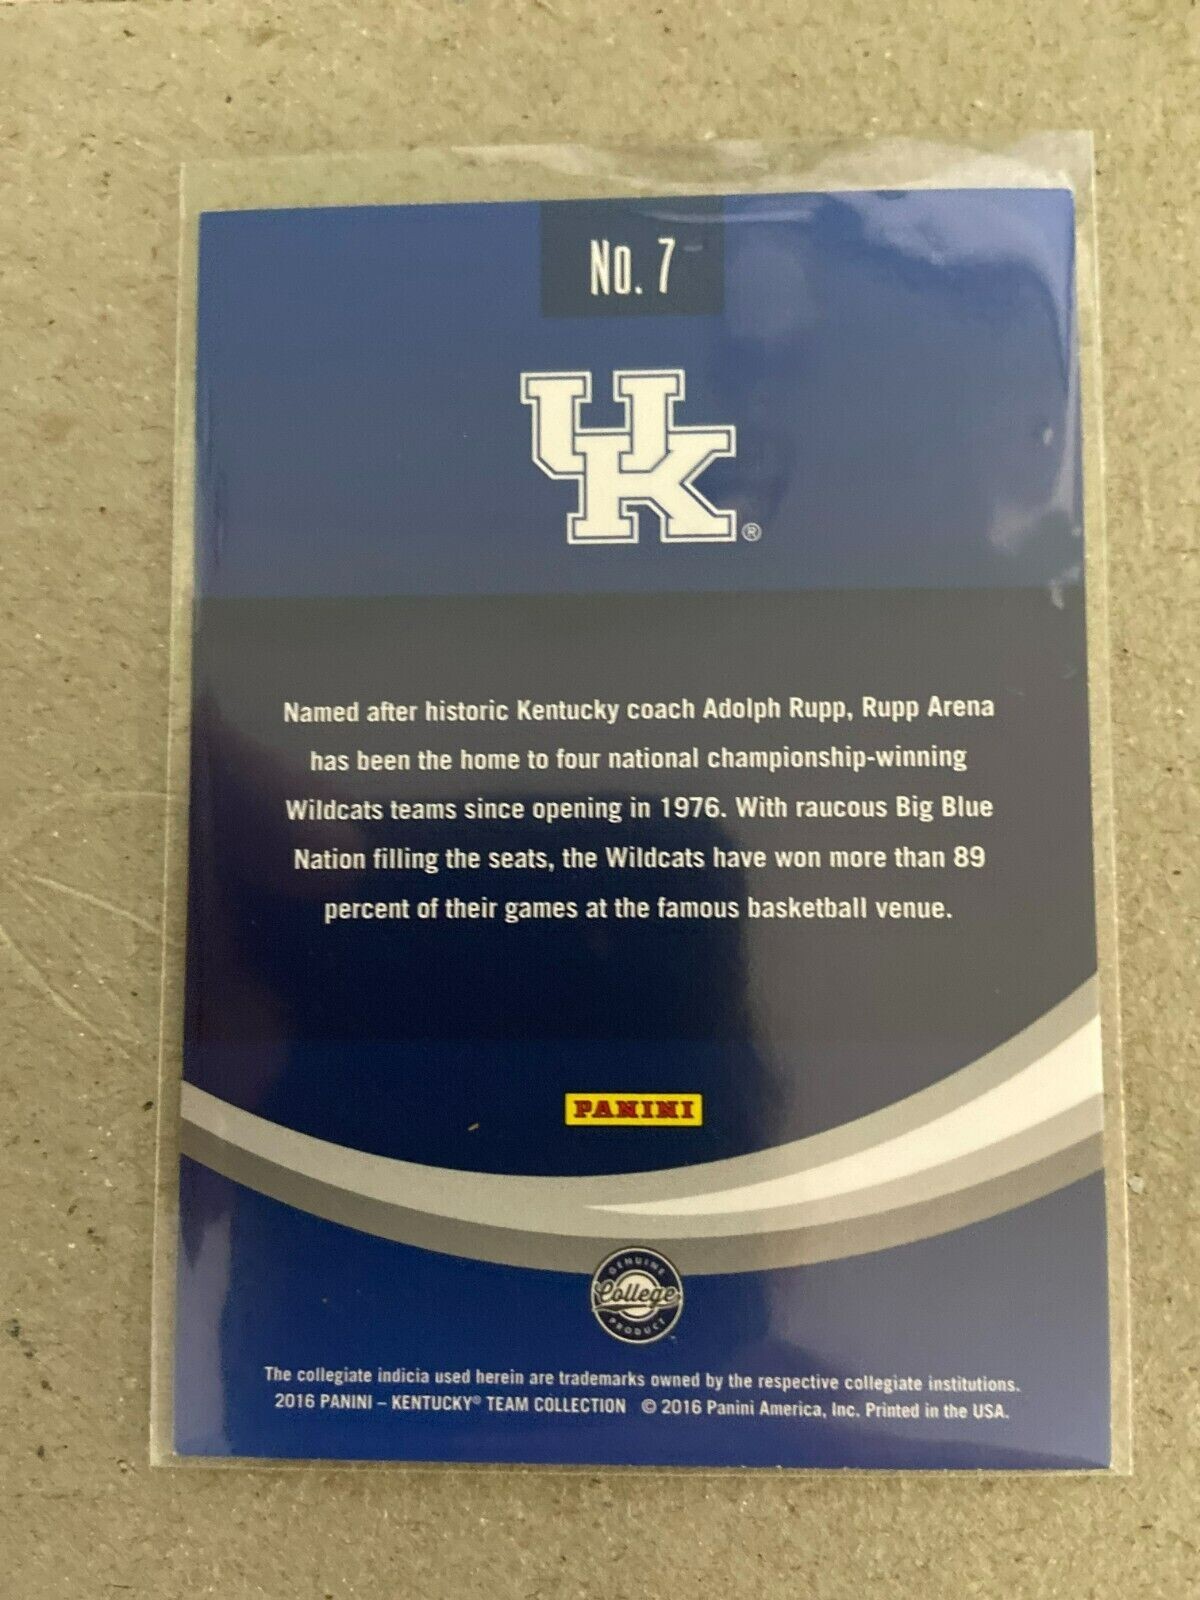 No. 7
UK®
Named after historic Kentucky coach Adolph Rupp, Rupp Arena
has been the home to four national championship-winning
Wildcats teams since opening in 1976. With raucous Big Blue
Nation filling the seats, the Wildcats have won more than 89
percent of their games at the famous basketball venue.
PANINI
GENUINE
College
PRODUCT
The collegiate indicia used herein are trademarks owned by the respective collegiate institutions.
2016 PANINI – KENTUCKY® TEAM COLLECTION © 2016 Panini America, Inc. Printed in the USA.